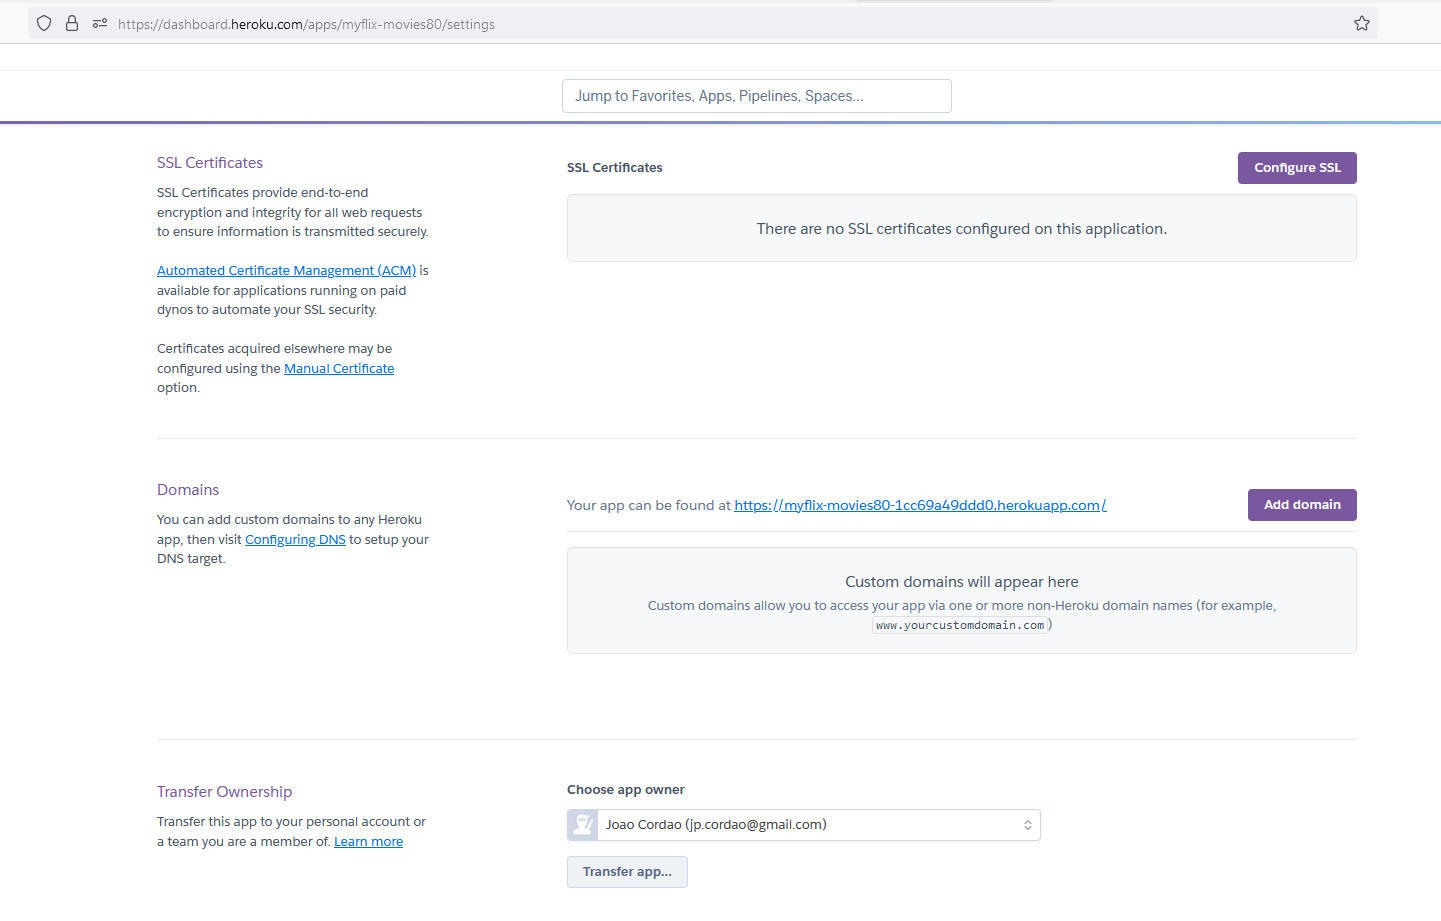 https://dashboard.heroku.com/apps/myflix-movies80/settings
Jump to Favorites, Apps, Pipelines, Spaces...
SSL Certificates
SSL Certificates provide end-to-end
encryption and integrity for all web requests
to ensure information is transmitted securely.
Automated Certificate Management (ACM) is
available for applications running on paid
dynos to automate your SSL security.
Certificates acquired elsewhere may be
configured using the Manual Certificate
option.
SSL Certificates
Configure SSL
There are no SSL certificates configured on this application.
Domains
You can add custom domains to any Heroku
app, then visit Configuring DNS to setup your
DNS target.
Your app can be found at https://myflix-movies80-1cc69a49ddd0.herokuapp.com/
Add domain
Custom domains will appear here
Custom domains allow you to access your app via one or more non-Heroku domain names (for example,
www.yourcustomdomain.com)
Transfer Ownership
Transfer this app to your personal account or
a team you are a member of. Learn more
Choose app owner
Joao Cordao (jp.cordao@gmail.com)
Transfer app...